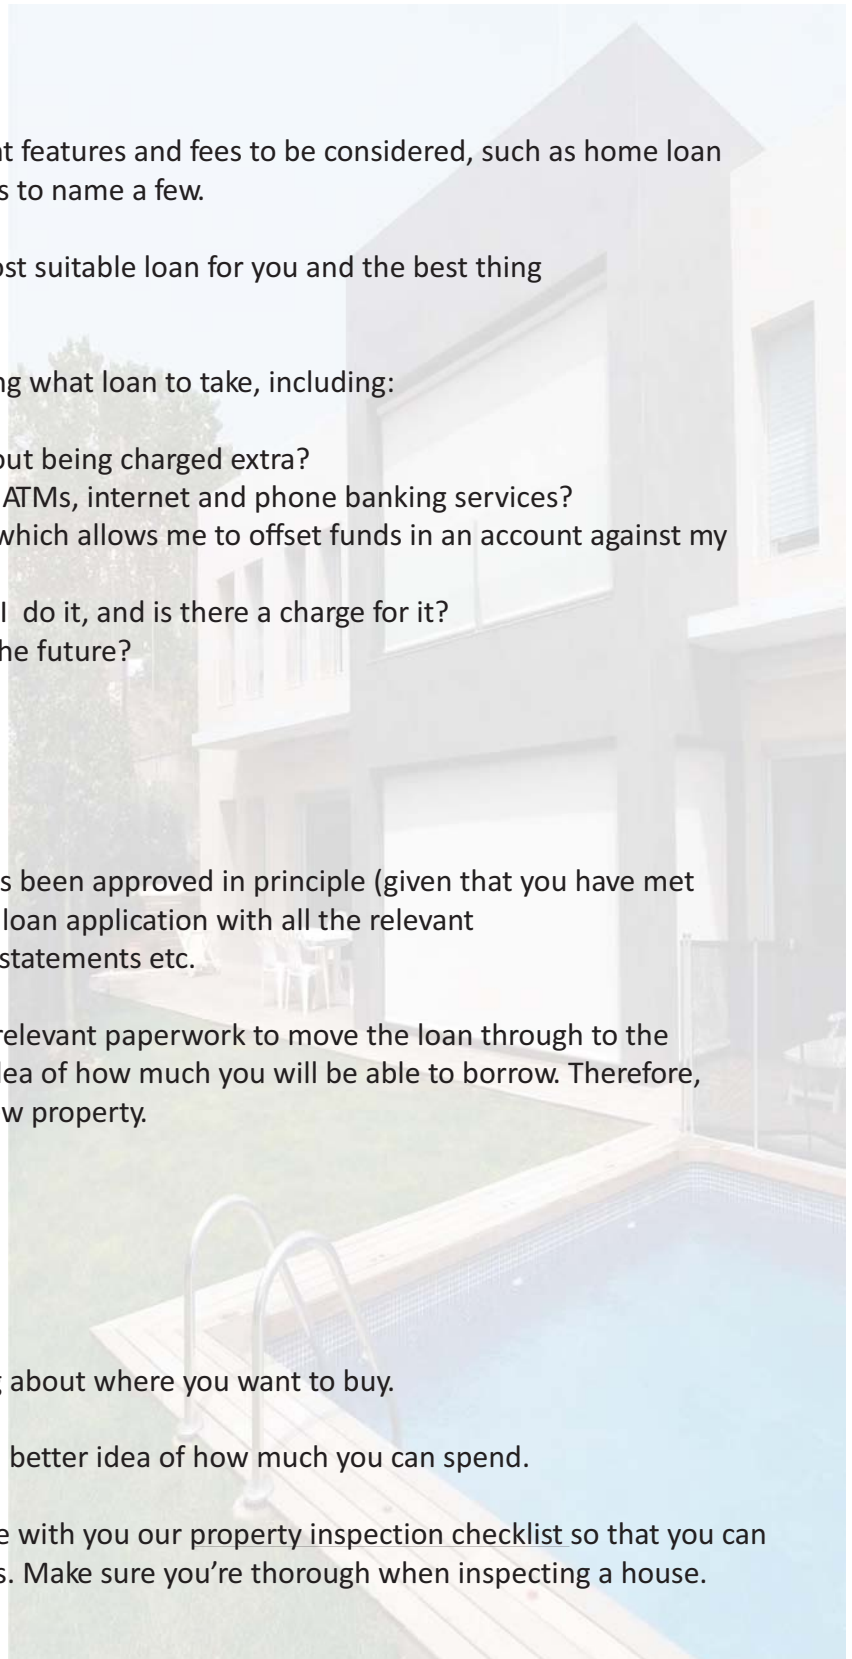 t features and fees to be considered, such as home loan
s to name a few.
ost suitable loan for you and the best thing
ng what loan to take, including:
out being charged extra?
ATMs, internet and phone banking services?
which allows me to offset funds in an account against my
I do it, and is there a charge for it?
he future?
s been approved in principle (given that you have met
loan application with all the relevant
statements etc.
relevant paperwork to move the loan through to the
dea of how much you will be able to borrow. Therefore,
w property.
g about where you want to buy.
better idea of how much you can spend.
e with you our property inspection checklist so that you can
s. Make sure you're thorough when inspecting a house.